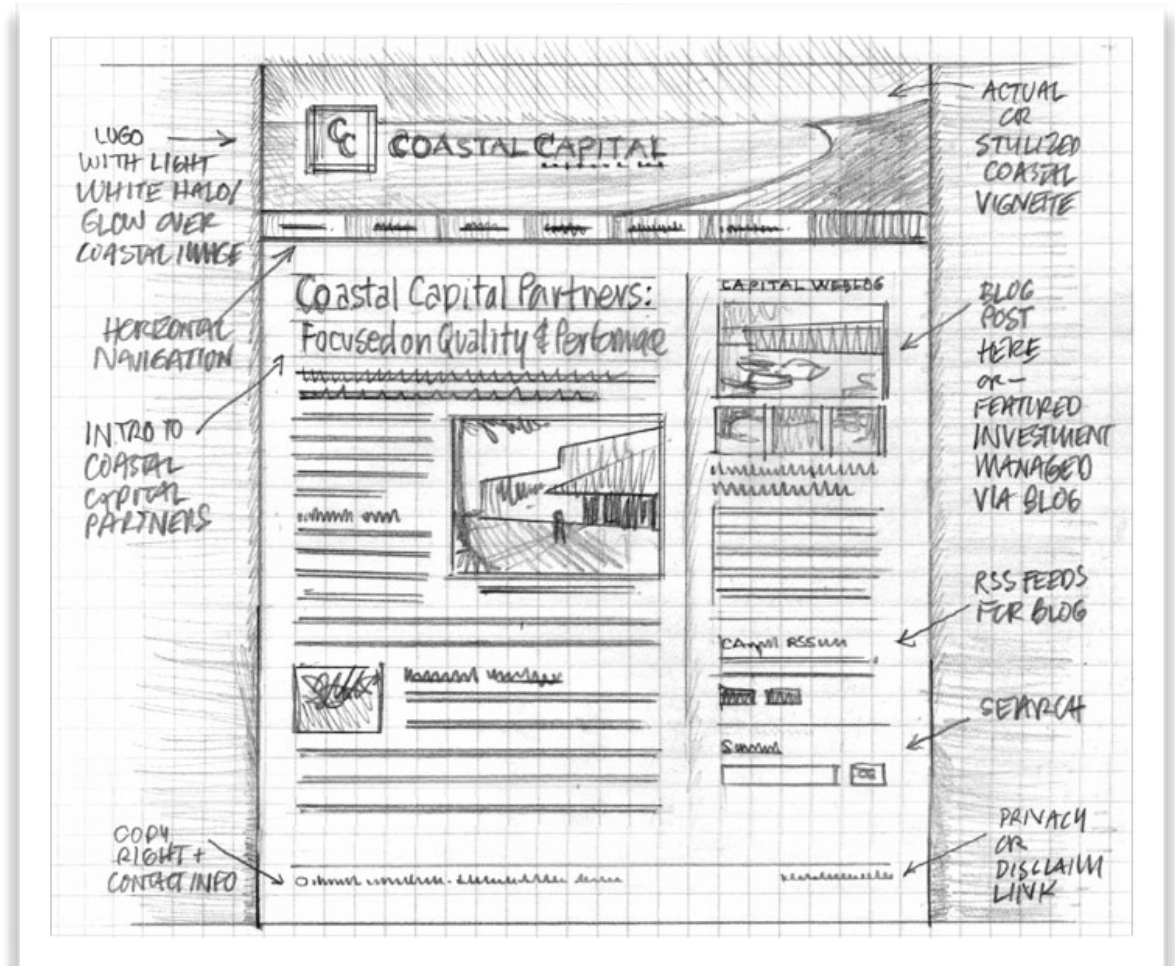 LOGO
WITH LIGHT
WHITE HALO/
GLOW OVER
COASTAL IMAGE
HORIZONTAL
NAVIGATION
INTRO TO
COASTAL
CAPITAL
PARTNERS
COPY
RIGHT +
CONTACT INFO
CC
COASTAL CAPITAL
Coastal Capital Partners:
Focused on Quality & Perfomance
CAPITAL WEBLOG
RSS
ACTUAL
OR
STYLIZED
COASTAL
VIGNETTE
BLOG
POST
HERE
OR—
FEATURED
INVESTMENT
MANAGED
VIA BLOG
RSS FEEDS
FOR BLOG
SEARCH
PRIVACY
OR
DISCLAIM
LINK